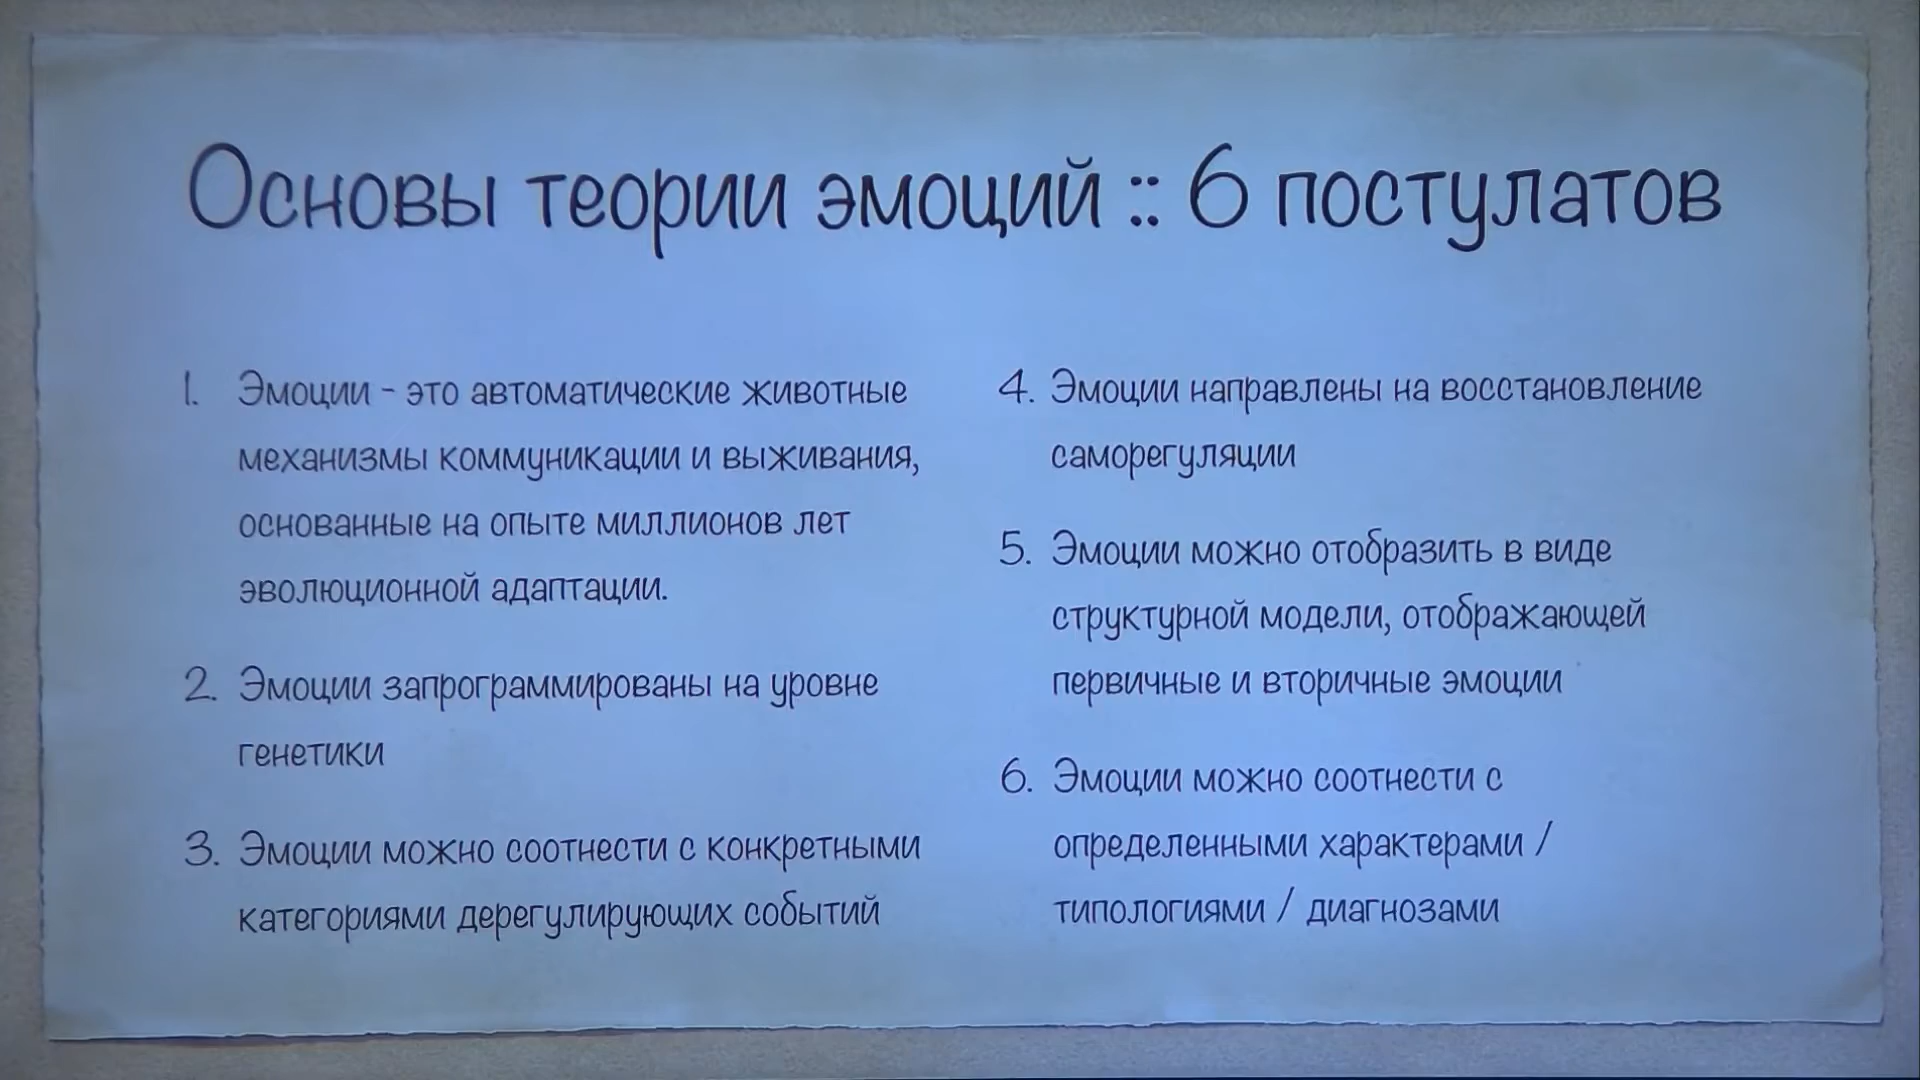 Основы теории эмоций :: 6 постулатов
1. Эмоции - это автоматические животные
механизмы коммуникации и выживания,
основанные на опыте миллионов лет
эволюционной адаптации.
2. Эмоции запрограммированы на уровне
генетики
3. Эмоции можно соотнести с конкретными
категориями дерегулирующих событий
4. Эмоции направлены на восстановление
саморегуляции
5. Эмоции можно отобразить в виде
структурной модели, отображающей
первичные и вторичные эмоции
6. Эмоции можно соотнести с
определенными характерами /
типологиями / диагнозами